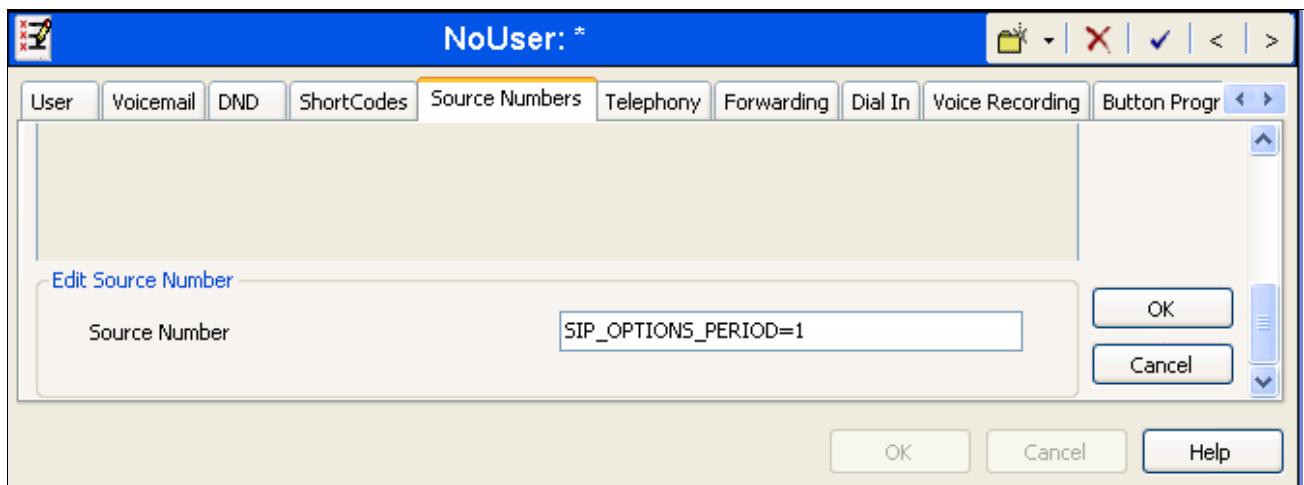 NoUser: *
User Voicemail DND ShortCodes Source Numbers Telephony Forwarding Dial In Voice Recording Button Progr
Edit Source Number
OK
Source Number SIP_OPTIONS_PERIOD=1
Cancel
OK Cancel Help